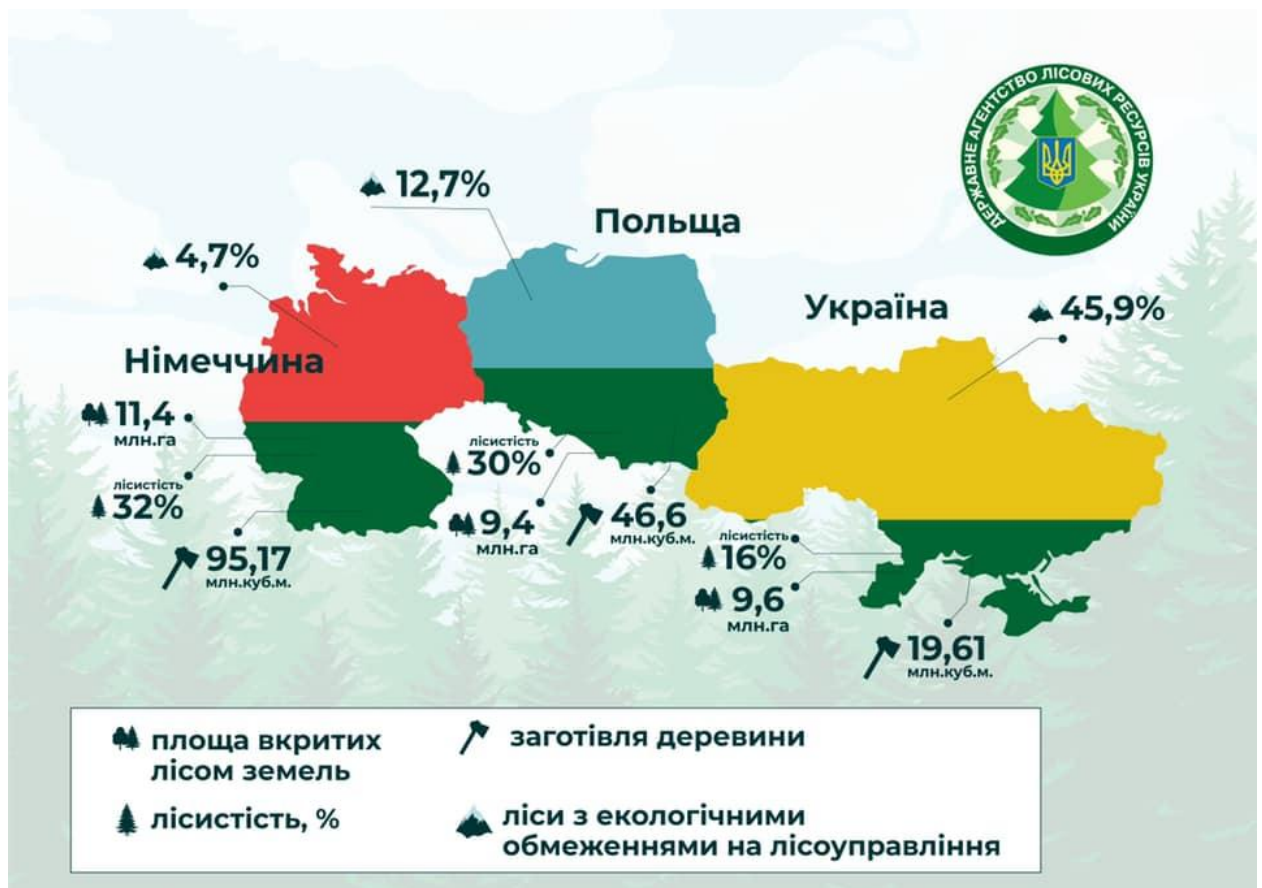 ДЕРЖАВНЕ АГЕНТСТВО ЛІСОВИХ РЕСУРСІВ УКРАЇНИ
12,7%
Польща
4,7%
Україна
45,9%
Німеччина
11,4
млн.га
лісистість
32%
95,17
млн.куб.м.
лісистість
30%
9,4
млн.га
46,6
млн.куб.м.
лісистість
16%
9,6
млн.га
19,61
млн.куб.м.
площа вкритих
лісом земель
лісистість, %
заготівля деревини
ліси з екологічними
обмеженнями на лісоуправління